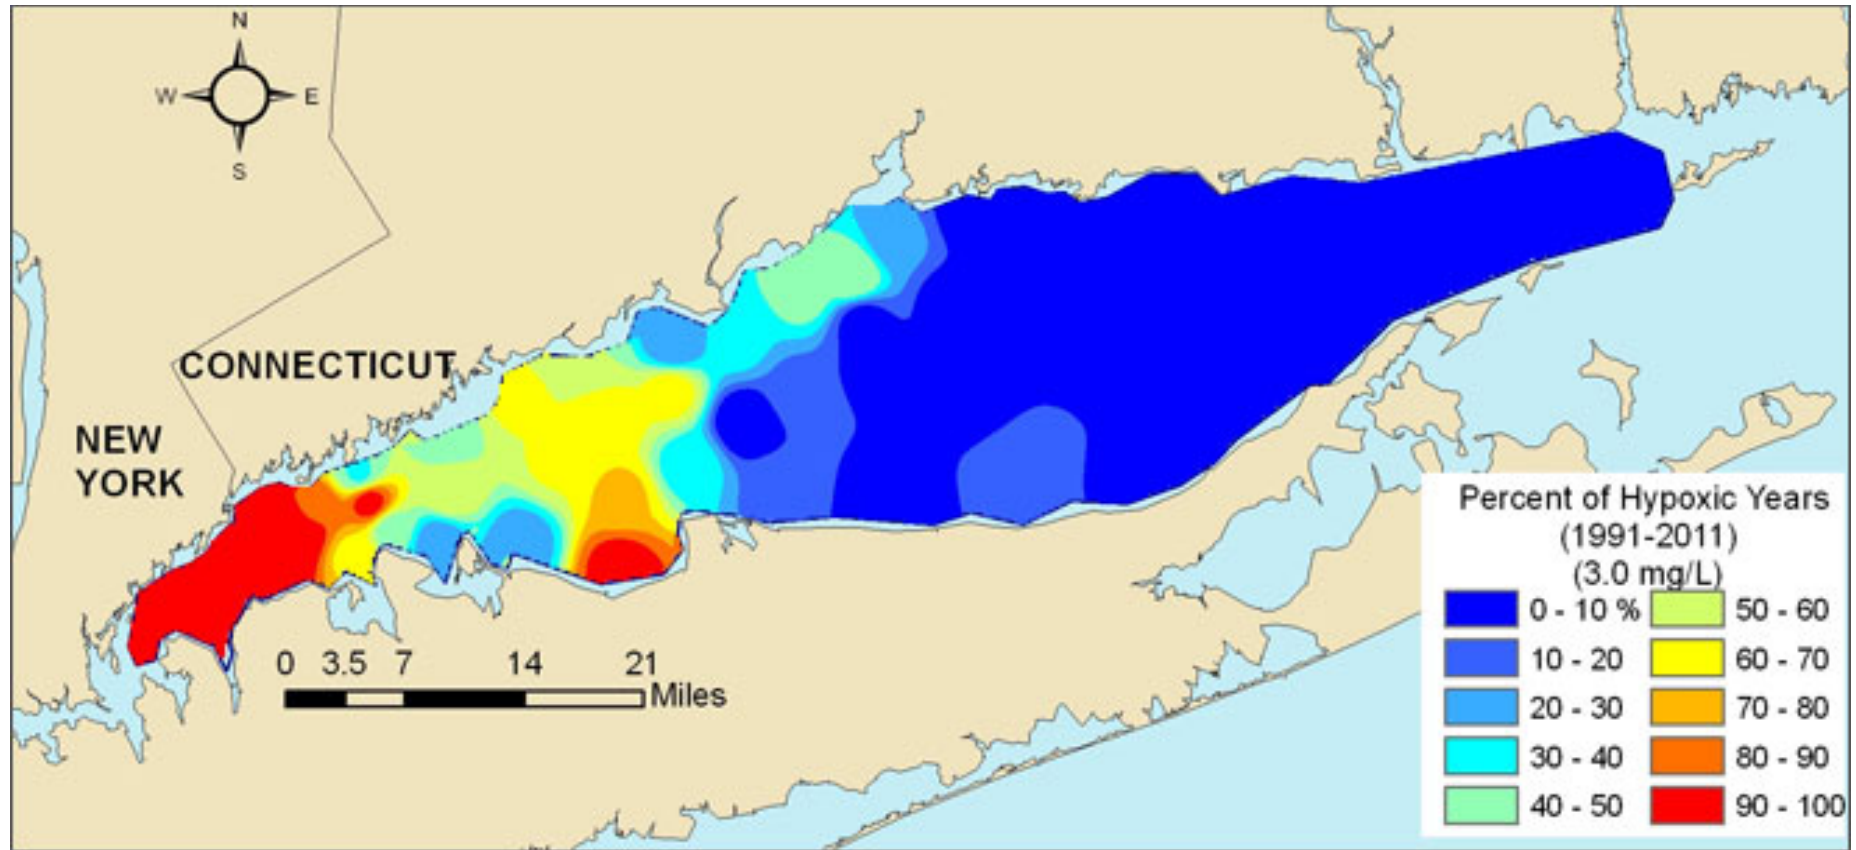 N
W E
S
CONNECTICUT
NEW
YORK
0 3.5 7 14 21
Miles
Percent of Hypoxic Years
(1991-2011)
(3.0 mg/L)
0 - 10 % 50 - 60
10 - 20 60 - 70
20 - 30 70 - 80
30 - 40 80 - 90
40 - 50 90 - 100